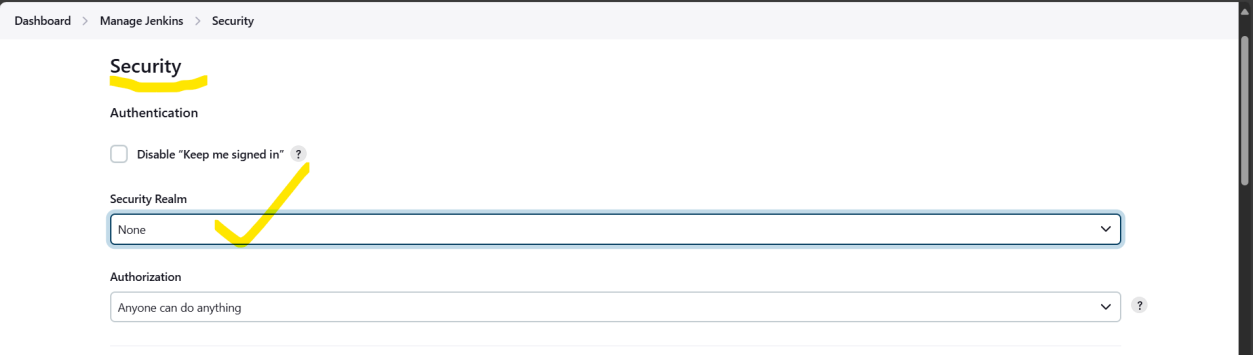 Dashboard > Manage Jenkins > Security
Security
Authentication
Disable “Keep me signed in” ?
Security Realm
None
Authorization
Anyone can do anything
?